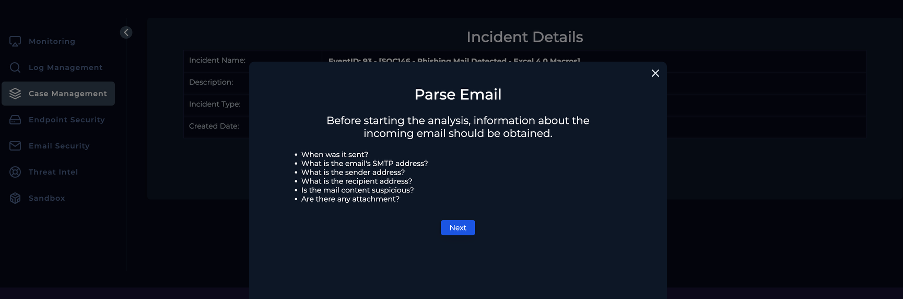 Incident Details
Monitoring
Log Management
Case Management
Endpoint Security
Email Security
Threat Intel
Sandbox
Incident Name:
EventID: 93 - [SOC146 - Phishing Mail Detected - Excel 4.0 Macros]
Description:
Incident Type:
Created Date:
Parse Email
Before starting the analysis, information about the
incoming email should be obtained.
• When was it sent?
• What is the email's SMTP address?
• What is the sender address?
• What is the recipient address?
• Is the mail content suspicious?
• Are there any attachment?
Next